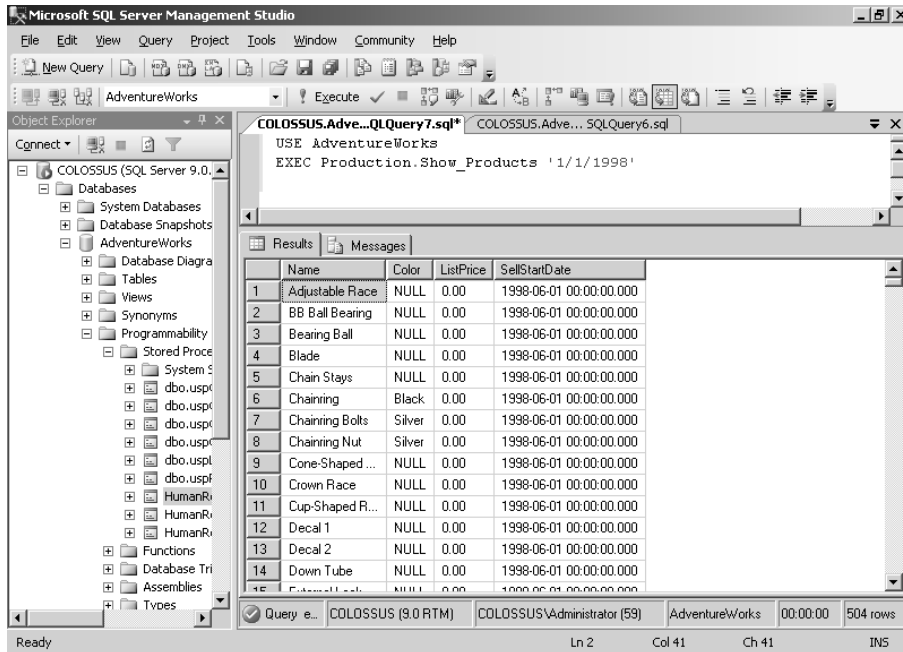 Microsoft SQL Server Management Studio
File Edit View Query Project Tools Window Community Help
New Query
AdventureWorks Execute
Object Explorer
Connect
COLOSSUS (SQL Server 9.0.
Databases
System Databases
Database Snapshots
AdventureWorks
Database Diagra
Tables
Views
Synonyms
Programmability
Stored Proce
System S
dbo.usp
dbo.usp
dbo.usp
dbo.usp
dbo.uspL
dbo.uspP
HumanR
HumanR
HumanR
Functions
Database Tri
Assemblies
Types
COLOSSUS.Adve...QLQuery7.sql* COLOSSUS.Adve... SQLQuery6.sql
USE AdventureWorks
EXEC Production.Show_Products '1/1/1998'
Results Messages
Name Color ListPrice SellStartDate
1 Adjustable Race NULL 0.00 1998-06-01 00:00:00.000
2 BB Ball Bearing NULL 0.00 1998-06-01 00:00:00.000
3 Bearing Ball NULL 0.00 1998-06-01 00:00:00.000
4 Blade NULL 0.00 1998-06-01 00:00:00.000
5 Chain Stays NULL 0.00 1998-06-01 00:00:00.000
6 Chainring Black 0.00 1998-06-01 00:00:00.000
7 Chainring Bolts Silver 0.00 1998-06-01 00:00:00.000
8 Chainring Nut Silver 0.00 1998-06-01 00:00:00.000
9 Cone-Shaped ... NULL 0.00 1998-06-01 00:00:00.000
10 Crown Race NULL 0.00 1998-06-01 00:00:00.000
11 Cup-Shaped R... NULL 0.00 1998-06-01 00:00:00.000
12 Decal 1 NULL 0.00 1998-06-01 00:00:00.000
13 Decal 2 NULL 0.00 1998-06-01 00:00:00.000
14 Down Tube NULL 0.00 1998-06-01 00:00:00.000
Query e... COLOSSUS (9.0 RTM) COLOSSUS\Administrator (59) AdventureWorks 00:00:00 504 rows
Ready Ln 2 Col 41 Ch 41 INS